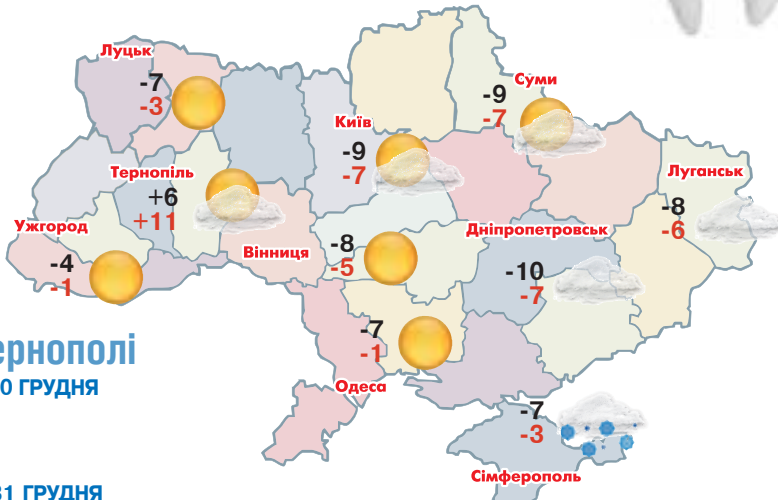 Луцьк
-7
-3
Суми
-9
-7
Київ
-9
-7
Тернопіль
+6
+11
Луганськ
-8
-6
Ужгород
-4
-1
Вінниця
-8
-5
Дніпропетровськ
-10
-7
-7
-1
Одеса
-7
-3
Сімферополь
ернополі
0 ГРУДНЯ
31 ГРУДНЯ